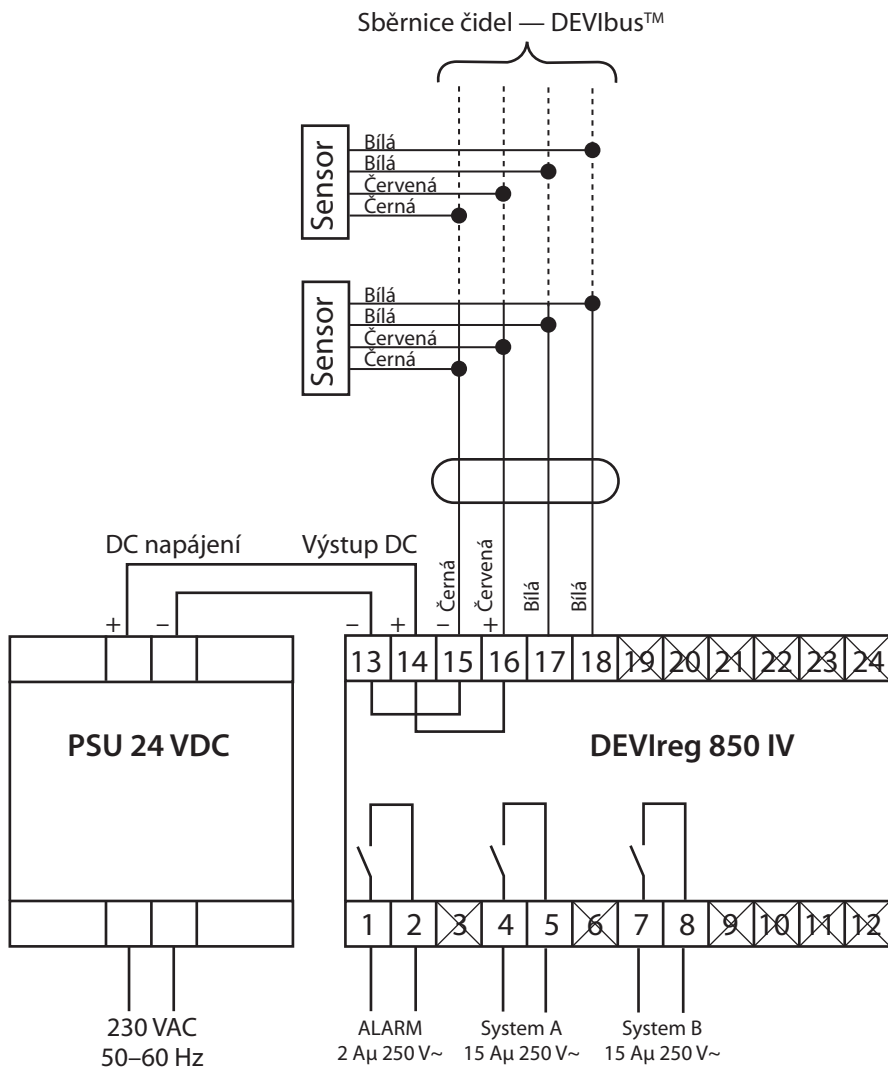 Sběrnice čidel — DEVIbus™
Sensor
Bílá
Bílá
Červená
Černá
Sensor
Bílá
Bílá
Červená
Černá
DC napájení
Výstup DC
– Černá
+ Červená
Bílá
Bílá
+ –
– +
13 14 15 16 17 18 19 20 21 22 23 24
PSU 24 VDC
DEVIreg 850 IV
1 2 3 4 5 6 7 8 9 10 11 12
230 VAC
50–60 Hz
ALARM
2 Aµ 250 V~
System A
15 Aµ 250 V~
System B
15 Aµ 250 V~